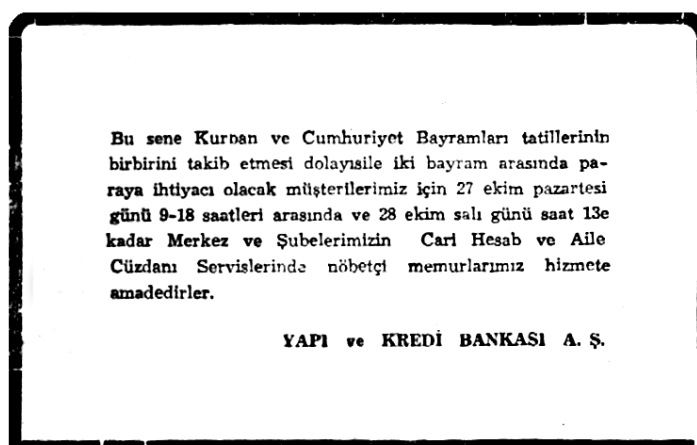 Bu sene Kurban ve Cumhuriyet Bayramları tatillerinin
birbirini takib etmesi dolayısile iki bayram arasında pa-
raya ihtiyacı olacak müşterilerimiz için 27 ekim pazartesi
günü 9-18 saatleri arasında ve 28 ekim salı günü saat 13e
kadar Merkez ve Şubelerimizin Cari Hesab ve Aile
Cüzdanı Servislerinde nöbetçi memurlarımız hizmete
amadedirler.
YAPI ve KREDİ BANKASI A. Ş.